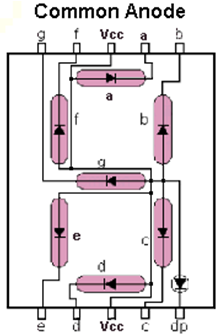 Common Anode
g f Vcc a b
a
f b
g
e c
d
e d Vcc c dp